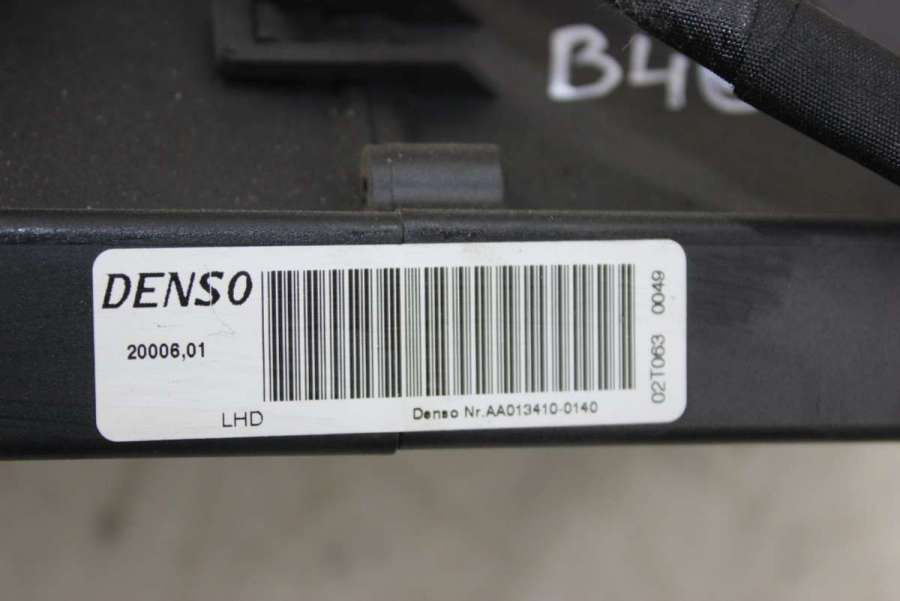 B4
DENSO
20006,01
LHD
Denso Nr.AA013410-0140
02T063 0049